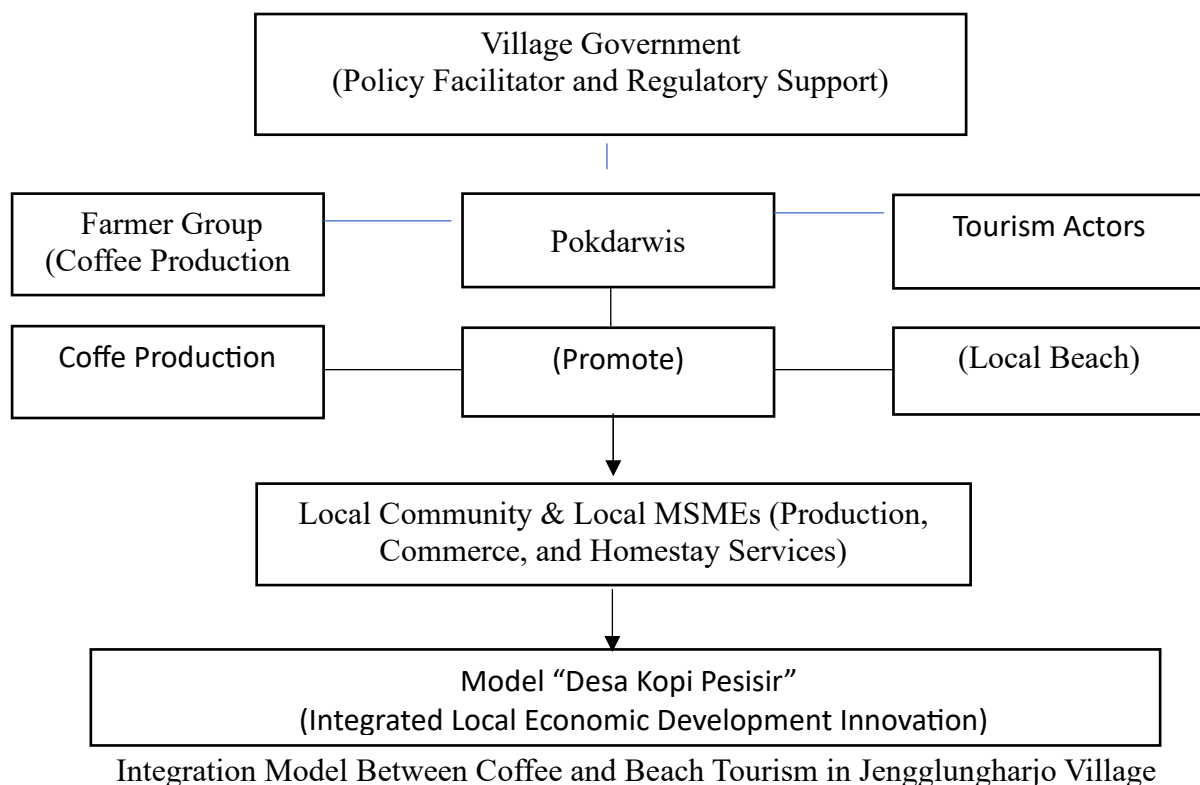 Village Government
(Policy Facilitator and Regulatory Support)
Farmer Group
(Coffee Production
Pokdarwis
Tourism Actors
Coffe Production
(Promote)
(Local Beach)
Local Community & Local MSMEs (Production,
Commerce, and Homestay Services)
Model “Desa Kopi Pesisir”
(Integrated Local Economic Development Innovation)
Integration Model Between Coffee and Beach Tourism in Jengglungharjo Village